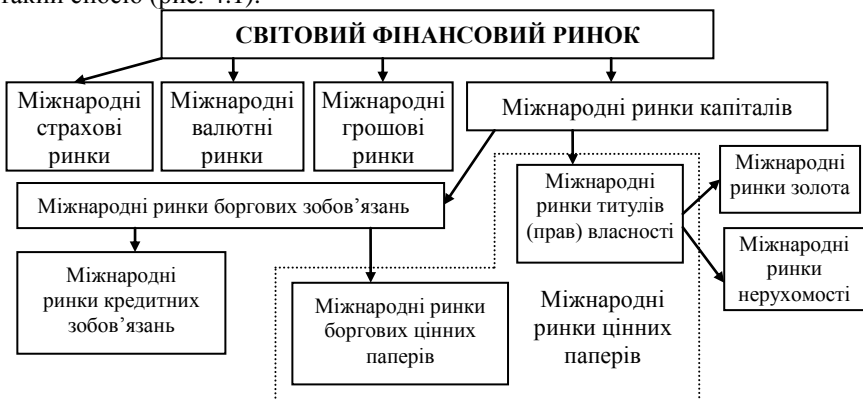 такий спосіб (рис. 4.1).
СВІТОВИЙ ФІНАНСОВИЙ РИНОК
Міжнародні
страхові
ринки
Міжнародні
валютні
ринки
Міжнародні
грошові
ринки
Міжнародні ринки капіталів
Міжнародні ринки боргових зобов’язань
Міжнародні
ринки титулів
(прав) власності
Міжнародні
ринки золота
Міжнародні
ринки
нерухомості
Міжнародні
ринки кредитних
зобов’язань
Міжнародні ринки
боргових цінних
паперів
Міжнародні
ринки цінних
паперів